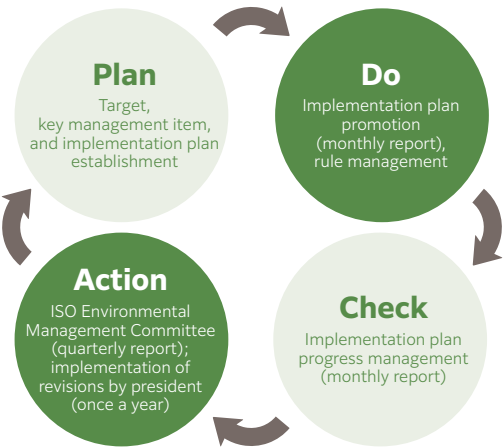 Plan
Target,
key management item,
and implementation plan
establishment
Do
Implementation plan
promotion
(monthly report),
rule management
Action
ISO Environmental
Management Committee
(quarterly report);
implementation of
revisions by president
(once a year)
Check
Implementation plan
progress management
(monthly report)